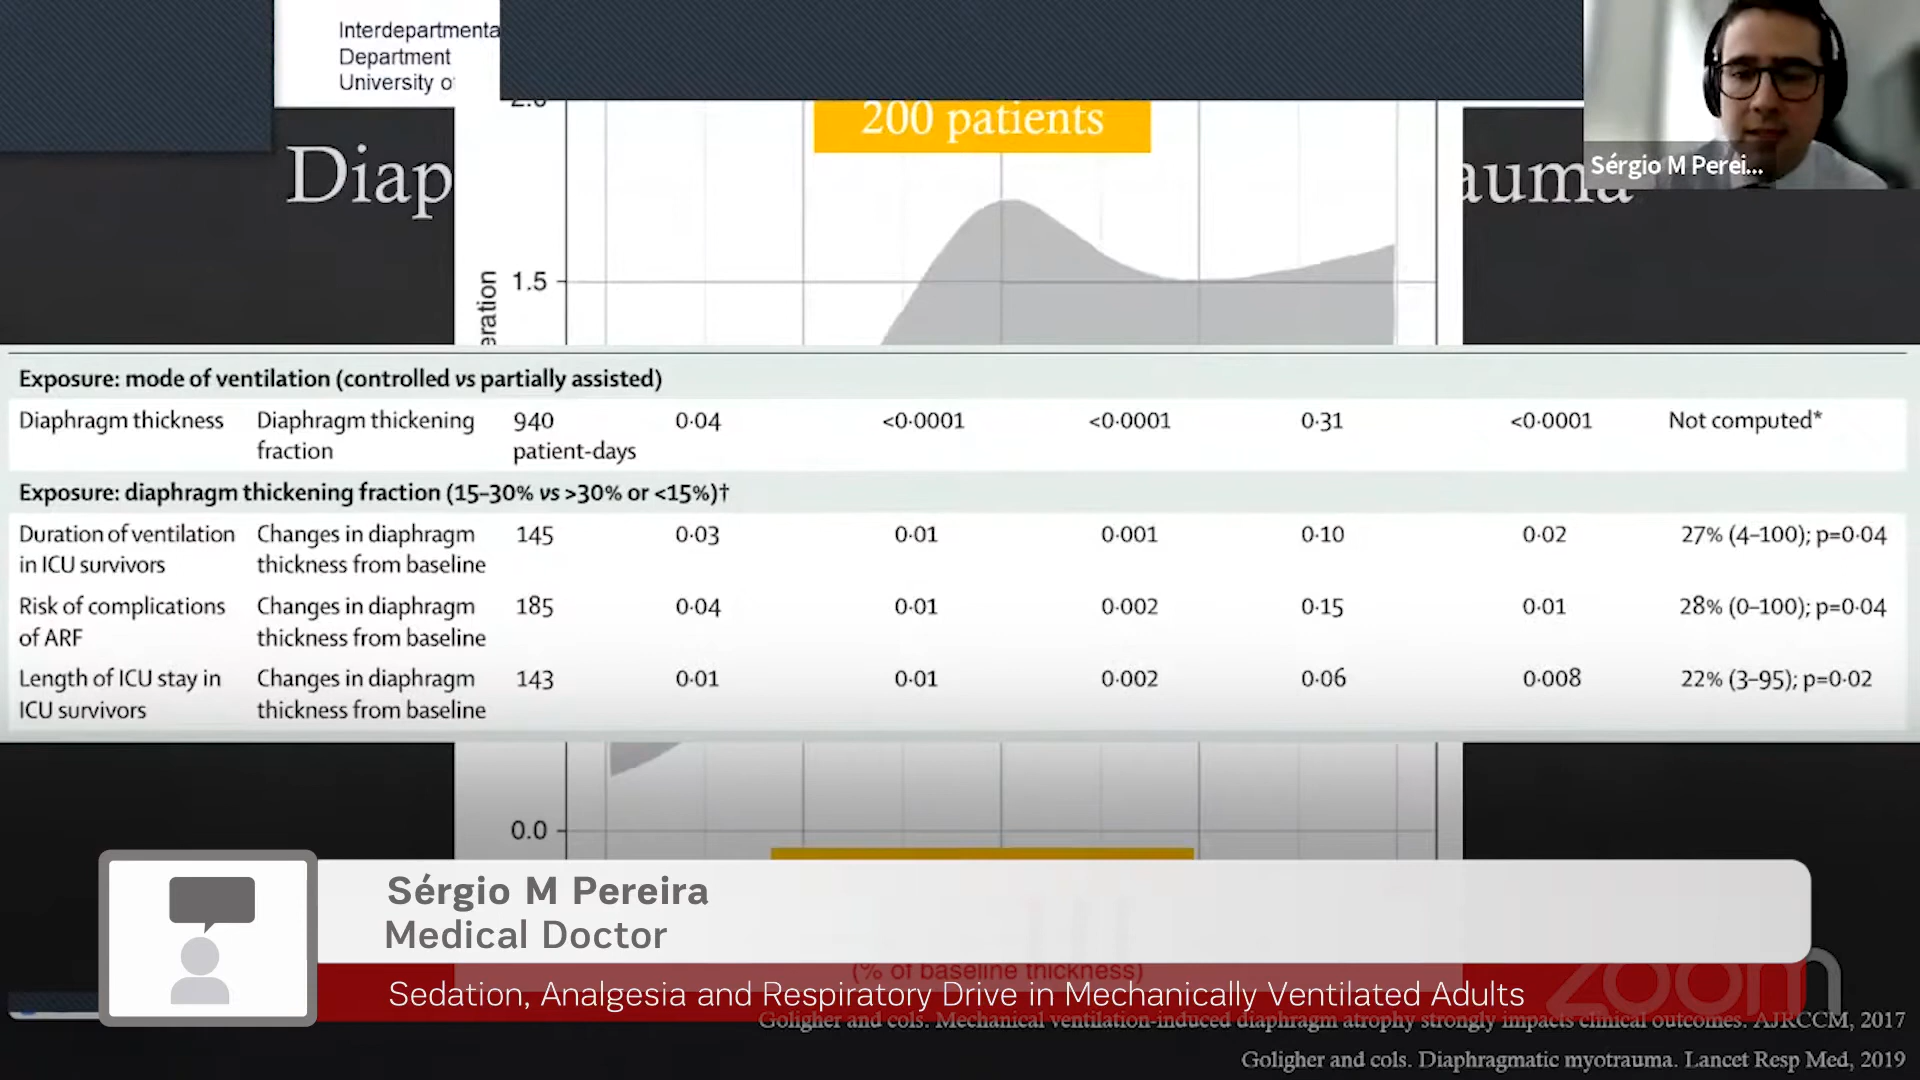 Interdepartmenta
Department
University o
2.0
200 patients
Sérgio M Perei...
Diap
auma
1.5
eration
Exposure: mode of ventilation (controlled vs partially assisted)
Diaphragm thickness Diaphragm thickening 940 0·04 <0·0001 <0·0001 0·31 <0·0001 Not computed*
fraction patient-days
Exposure: diaphragm thickening fraction (15–30% vs >30% or <15%)†
Duration of ventilation Changes in diaphragm 145 0·03 0·01 0·001 0·10 0·02 27% (4–100); p=0·04
in ICU survivors thickness from baseline
Risk of complications Changes in diaphragm 185 0·04 0·01 0·002 0·15 0·01 28% (0–100); p=0·04
of ARF thickness from baseline
Length of ICU stay in Changes in diaphragm 143 0·01 0·01 0·002 0·06 0·008 22% (3–95); p=0·02
ICU survivors thickness from baseline
0.0
Sérgio M Pereira
Medical Doctor
(% of baseline thickness)
zoom
Sedation, Analgesia and Respiratory Drive in Mechanically Ventilated Adults
Goligher and cols. Mechanical ventilation-induced diaphragm atrophy strongly impacts clinical outcomes. AJRCCM, 2017
Goligher and cols. Diaphragmatic myotrauma. Lancet Resp Med, 2019